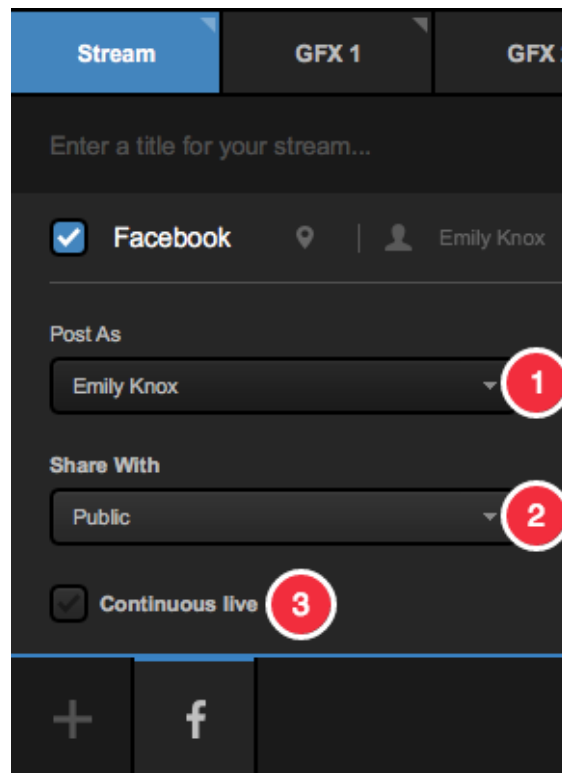 Stream GFX 1 GFX
Enter a title for your stream...
Facebook Emily Knox
Post As
Emily Knox 1
Share With
Public 2
Continuous live 3
f